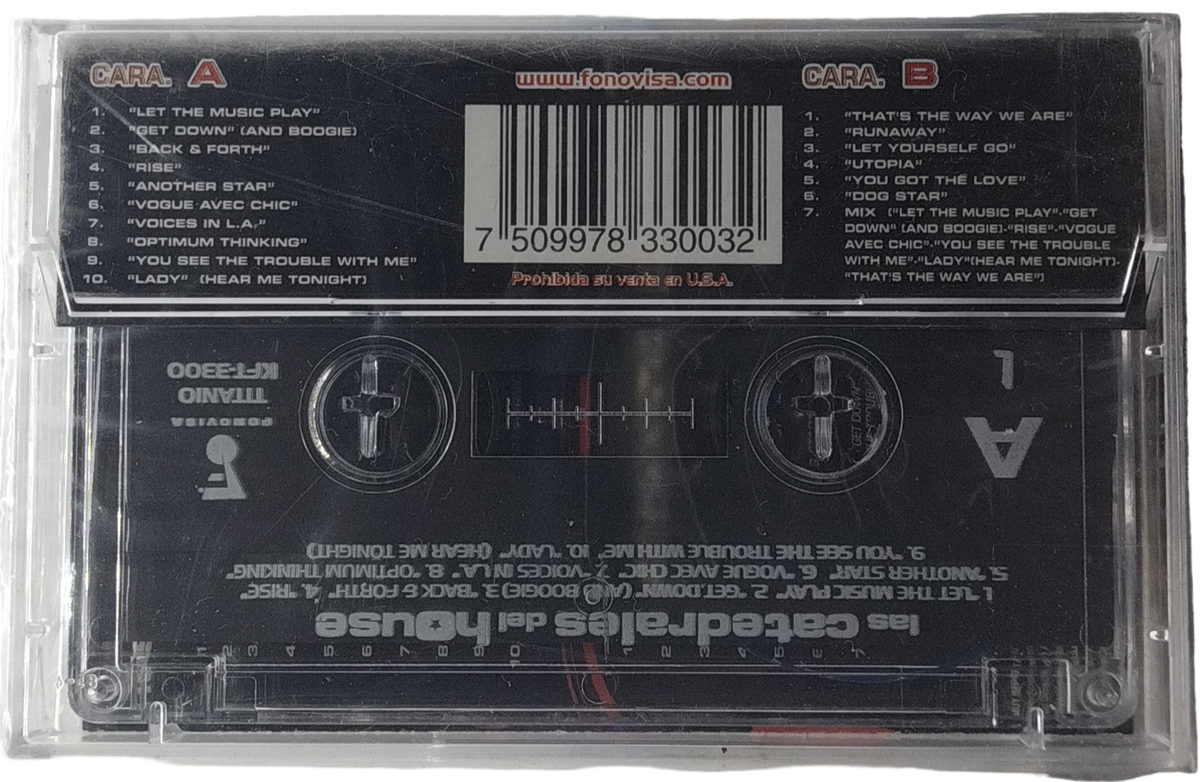 CARA. A
1. "LET THE MUSIC PLAY"
2. "GET DOWN" (AND BOOGIE)
3. "BACK & FORTH"
4. "RISE"
5. "ANOTHER STAR"
6. "VOGUE AVEC CHIC"
7. "VOICES IN L.A."
8. "OPTIMUM THINKING"
9. "YOU SEE THE TROUBLE WITH ME"
10. "LADY" (HEAR ME TONIGHT)
www.fonovisa.com
7 509978 330032
Prohibida su venta en U.S.A.
CARA. B
1. "THAT'S THE WAY WE ARE"
2. "RUNAWAY"
3. "LET YOURSELF GO"
4. "UTOPIA"
5. "YOU GOT THE LOVE"
6. "DOG STAR"
7. MIX ("LET THE MUSIC PLAY"-"GET
DOWN" (AND BOOGIE)-"RISE"-"VOGUE
AVEC CHIC"-"YOU SEE THE TROUBLE
WITH ME"-"LADY"(HEAR ME TONIGHT)-
"THAT'S THE WAY WE ARE")
las catedrales del house
1. "LET THE MUSIC PLAY" 2. "GET DOWN" (AND BOOGIE) 3. "BACK & FORTH" 4. "RISE"
5. "ANOTHER STAR" 6. "VOGUE AVEC CHIC" 7. "VOICES IN L.A." 8. "OPTIMUM THINKING"
9. "YOU SEE THE TROUBLE WITH ME" 10. "LADY" (HEAR ME TONIGHT)
A
L
FONOVISA
TITANIO
KFT-3300